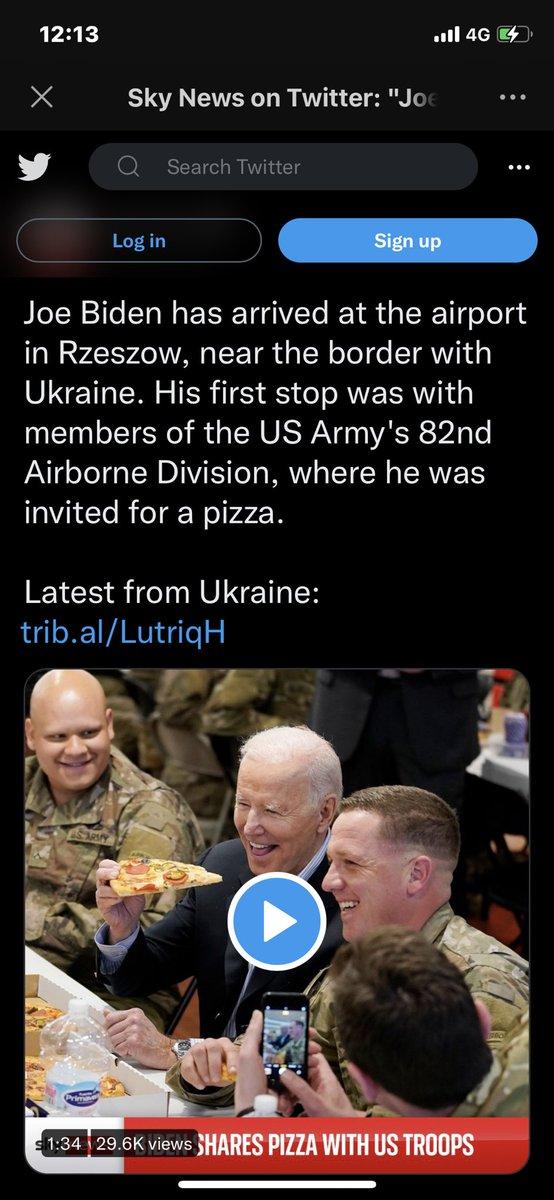 12:13
4G
Sky News on Twitter: "Joe
Search Twitter
Log in
Sign up
Joe Biden has arrived at the airport
in Rzeszow, near the border with
Ukraine. His first stop was with
members of the US Army's 82nd
Airborne Division, where he was
invited for a pizza.
Latest from Ukraine:
trib.al/LutriqH
U.S. ARMY
Primavera
1:34
29.6K views
BIDEN SHARES PIZZA WITH US TROOPS